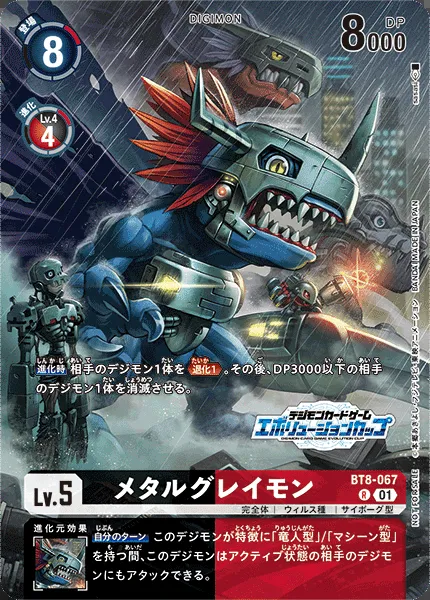 登場
8
DIGIMON
8000
DP
進化
Lv.4
4
BANDAI MADE IN JAPAN
進化時 相手のデジモン1体を 退化1 。その後、DP3000以下の相手
のデジモン1体を消滅させる。
デジモンカードゲーム
エボリューションカップ
DIGIMON CARD GAME EVOLUTION CUP
NOT FOR SALE
BT8-067
Lv.5
メタルグレイモン
R 01
完全体 ウィルス種 サイボーグ型
進化元効果
自分のターン このデジモンが特徴に「竜人型」/「マシーン型」
を持つ間、このデジモンはアクティブ状態の相手のデジモ
ンにもアタックできる。